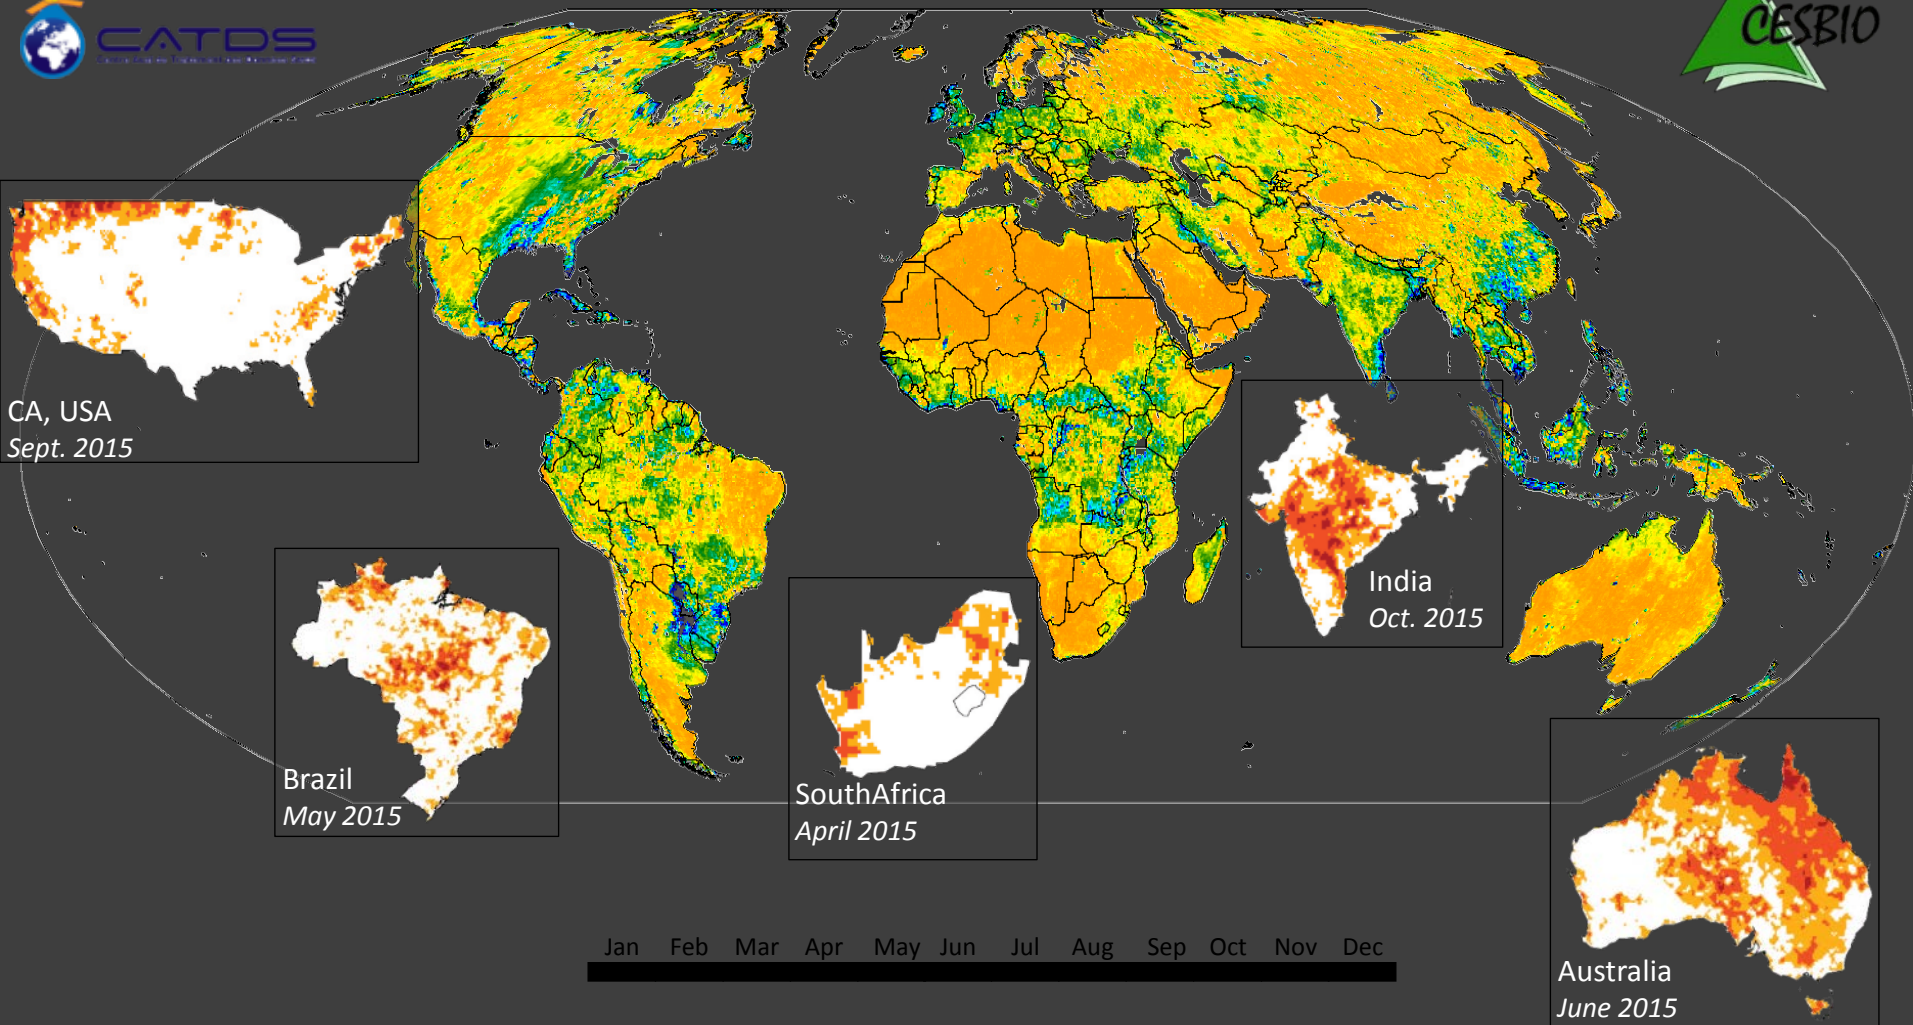 CATDS
CESBIO
CA, USA
Sept. 2015
India
Oct. 2015
Brazil
May 2015
SouthAfrica
April 2015
Jan Feb Mar Apr May Jun Jul Aug Sep Oct Nov Dec
Australia
June 2015